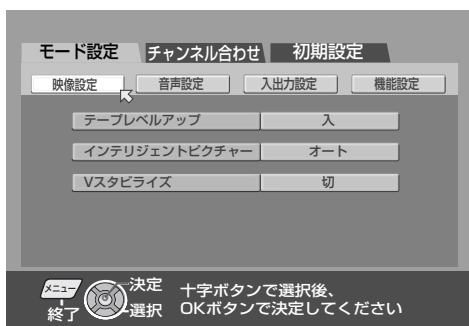 モード設定 チャンネル合わせ 初期設定
映像設定 音声設定 入出力設定 機能設定
テープレベルアップ 入
インテリジェントピクチャー オート
Vスタビライズ 切
メニュー 決定 十字ボタンで選択後、
終了 選択 OKボタンで決定してください